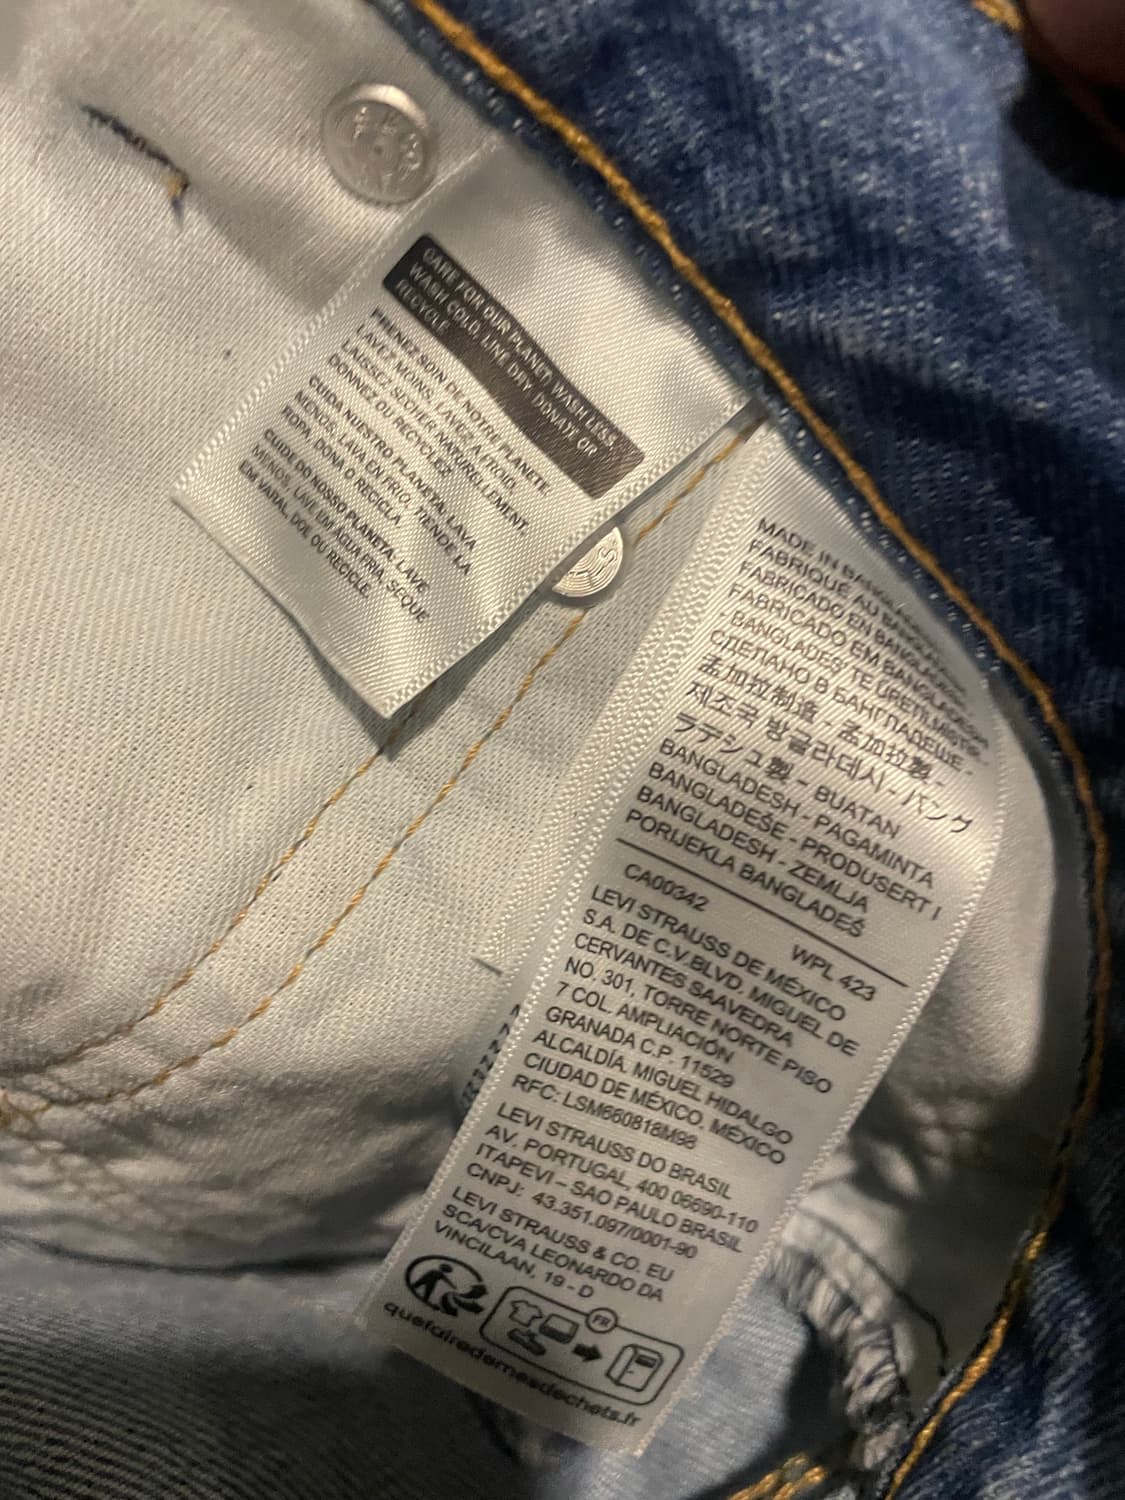 CARE FOR OUR PLANET: WASH LESS,
WASH COLD, LINE DRY, DONATE OR
RECYCLE
PRENEZ SOIN DE NOTRE PLANÈTE,
LAVEZ MOINS, LAVEZ À FROID,
LAISSEZ SÉCHER NATURELLEMENT,
DONNEZ OU RECYCLEZ.
CUIDA NUESTRO PLANETA, LAVA
MENOS, LAVA EN FRÍO, TIENDE LA
ROPA, DONA O RECICLA.
CUIDE DO NOSSO PLANETA. LAVE
MENOS, LAVE EM ÁGUA FRIA, SEQUE
EM VARAL, DOE OU RECICLE.
MADE IN
FABRIQUÉ AU
FABRICADO EN BANGLADESH
FABRICADO EM BANGLADESH
- BANGLADEŞ'TE ÜRETİLMİŞTİR -
СДЕЛАНО В БАНГЛАДЕШЕ -
孟加拉制造 - 孟加拉製 -
제조국 방글라데시 - バング
ラデシュ製 - BUATAN
BANGLADESH - PAGAMINTA
BANGLADEŠE - PRODUSERT I
BANGLADESH - ZEMLJA
PORIJEKLA BANGLADEŠ
CA00342 WPL 423
LEVI STRAUSS DE MÉXICO
S.A. DE C.V. BLVD. MIGUEL DE
CERVANTES SAAVEDRA
NO. 301, TORRE NORTE PISO
7 COL. AMPLIACIÓN
GRANADA C.P. 11529
ALCALDÍA. MIGUEL HIDALGO
CIUDAD DE MÉXICO, MÉXICO
RFC: LSM660818M98
LEVI STRAUSS DO BRASIL
AV. PORTUGAL, 400 06690-110
ITAPEVI – SAO PAULO BRASIL
CNPJ: 43.351.097/0001-90
LEVI STRAUSS & CO. EU
SCA/CVA LEONARDO DA
VINCILAAN, 19 - D
FR
quefairedemesdechets.fr